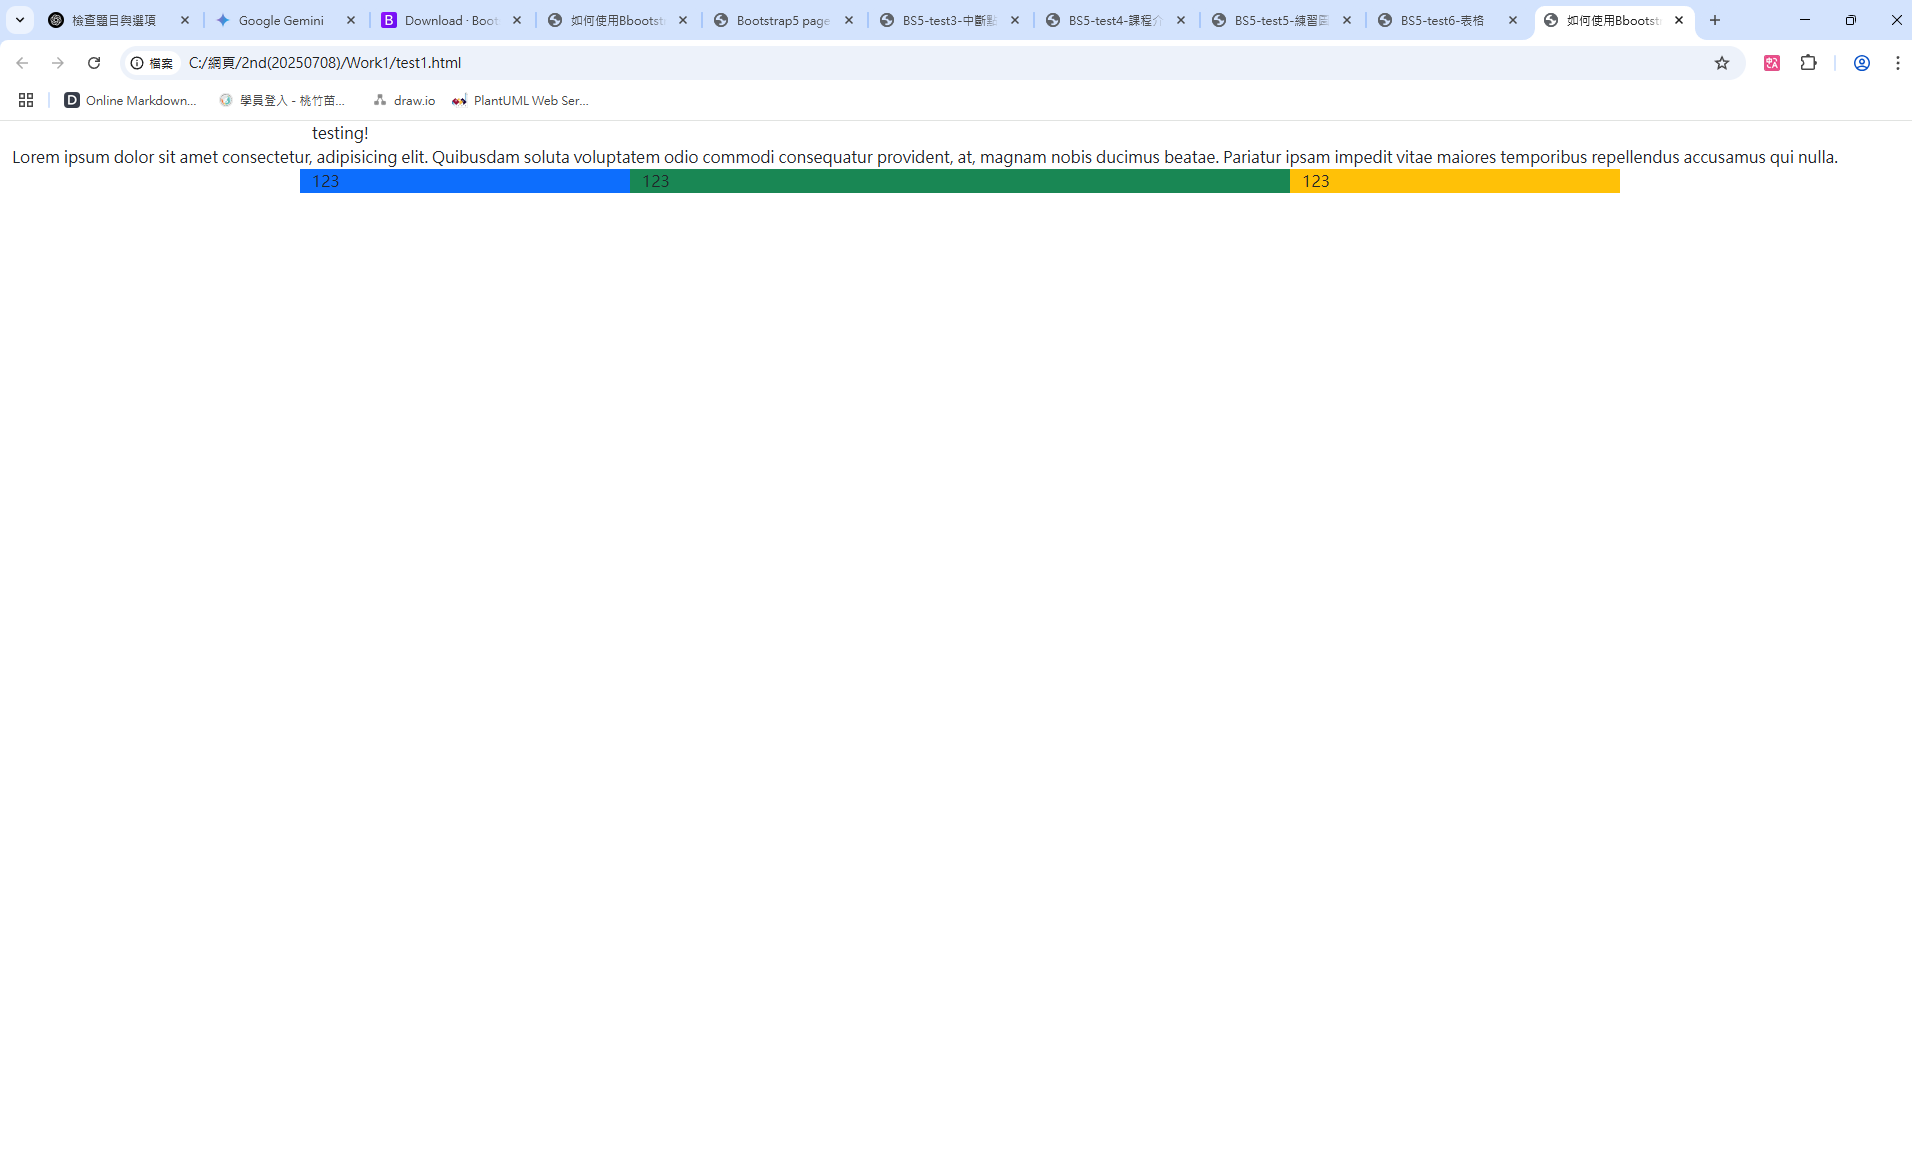 檢查題目與選項
Google Gemini
Download · Boots
如何使用Bbootst
Bootstrap5 page
BS5-test3-中斷點
BS5-test4-課程介
BS5-test5-練習區
BS5-test6-表格
如何使用Bbootst
檔案
C:/網頁/2nd(20250708)/Work1/test1.html
Online Markdown...
學員登入 - 桃竹苗...
draw.io
PlantUML Web Ser...
testing!
Lorem ipsum dolor sit amet consectetur, adipisicing elit. Quibusdam soluta voluptatem odio commodi consequatur provident, at, magnam nobis ducimus beatae. Pariatur ipsam impedit vitae maiores temporibus repellendus accusamus qui nulla.
123 123 123